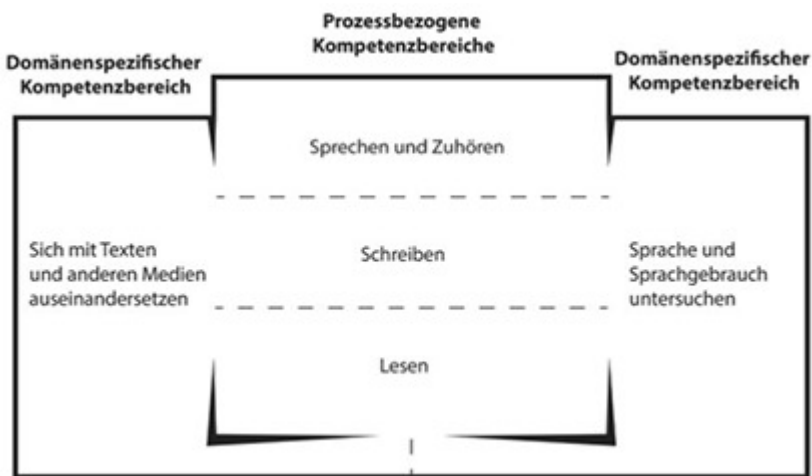 Prozessbezogene
Kompetenzbereiche
Domänenspezifischer
Kompetenzbereich
Domänenspezifischer
Kompetenzbereich
Sprechen und Zuhören
Sich mit Texten
und anderen Medien
auseinandersetzen
Schreiben
Sprache und
Sprachgebrauch
untersuchen
Lesen